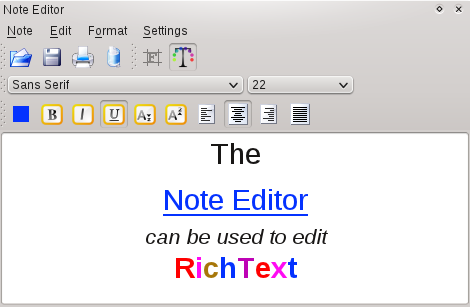 Note Editor
Note Edit Format Settings
Sans Serif 22
B I U A A
The
Note Editor
can be used to edit
RichText